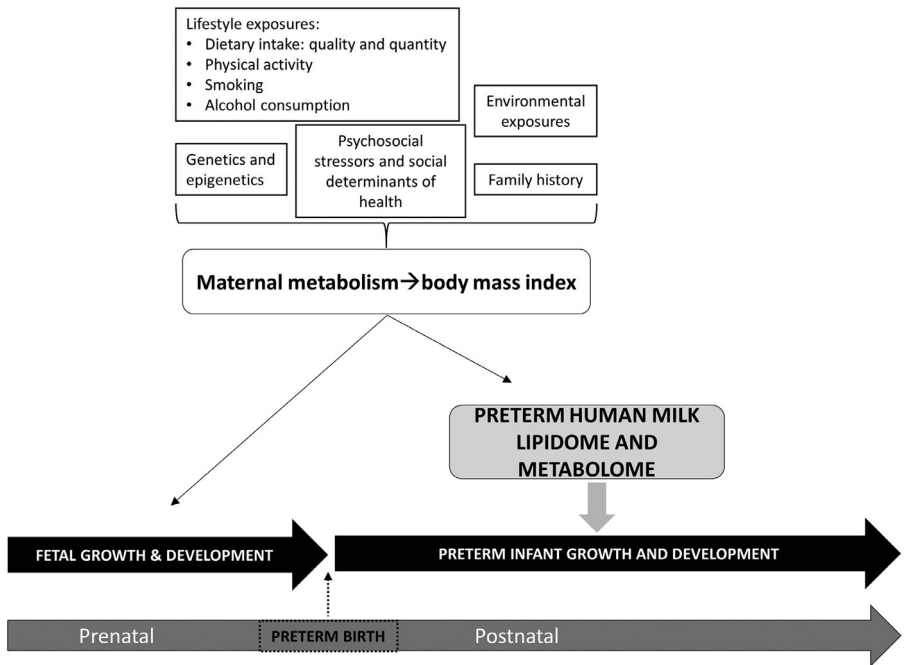 Lifestyle exposures:
• Dietary intake: quality and quantity
• Physical activity
• Smoking
• Alcohol consumption
Environmental
exposures
Genetics and
epigenetics
Psychosocial
stressors and social
determinants of
health
Family history
Maternal metabolism→body mass index
PRETERM HUMAN MILK
LIPIDOME AND
METABOLOME
FETAL GROWTH & DEVELOPMENT
PRETERM INFANT GROWTH AND DEVELOPMENT
Prenatal
PRETERM BIRTH
Postnatal